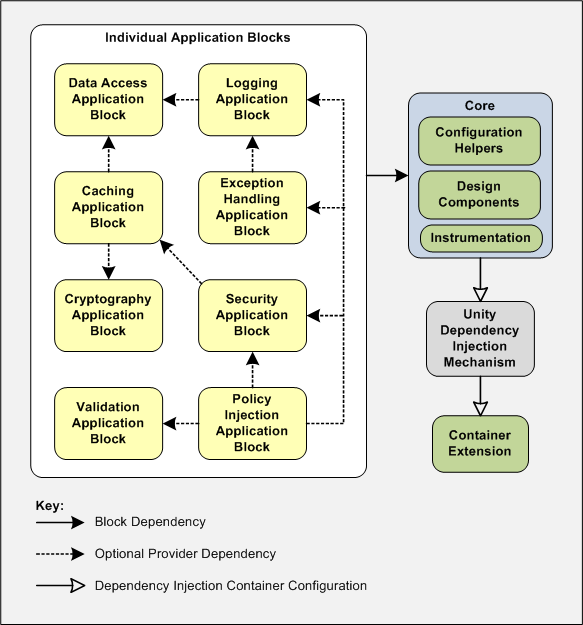 Individual Application Blocks
Data Access
Application
Block
Logging
Application
Block
Caching
Application
Block
Exception
Handling
Application
Block
Cryptography
Application
Block
Security
Application
Block
Validation
Application
Block
Policy
Injection
Application
Block
Core
Configuration
Helpers
Design
Components
Instrumentation
Unity
Dependency
Injection
Mechanism
Container
Extension
Key:
Block Dependency
Optional Provider Dependency
Dependency Injection Container Configuration